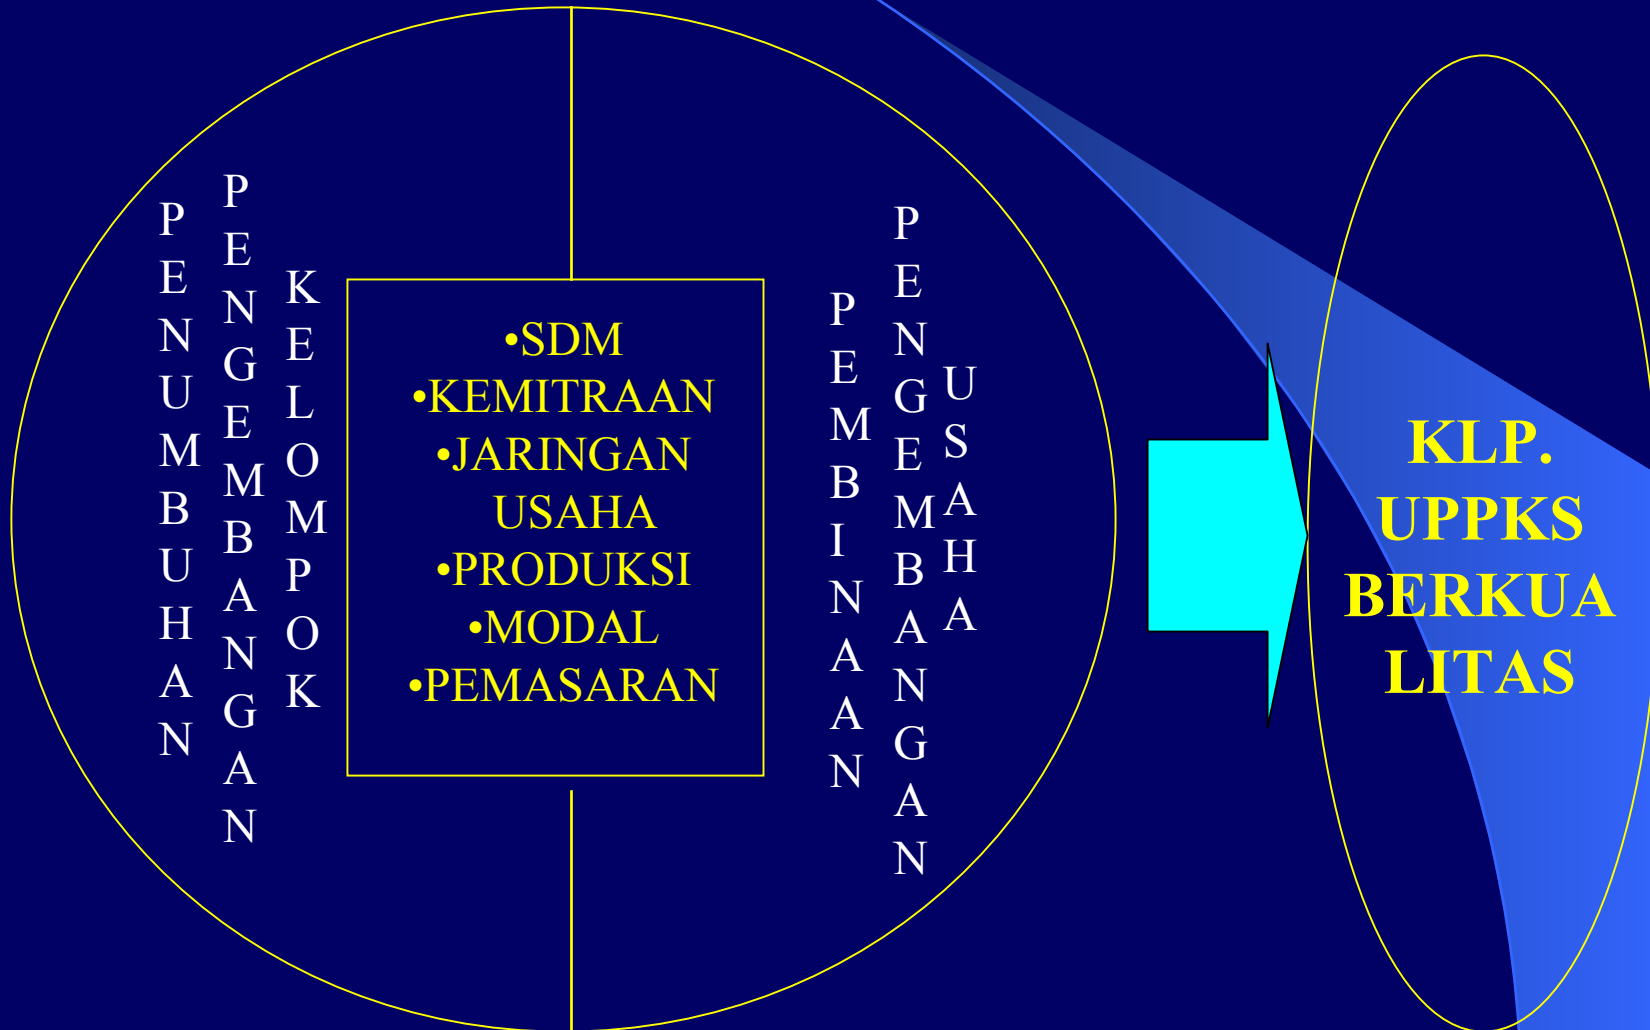 PENUMBUHAN
PENGEMBANGAN
KELOMPOK
•SDM
•KEMITRAAN
•JARINGAN
USAHA
•PRODUKSI
•MODAL
•PEMASARAN
PEMBINAAN
PENGEMBANGAN
USAHA
KLP.
UPPKS
BERKUA
LITAS